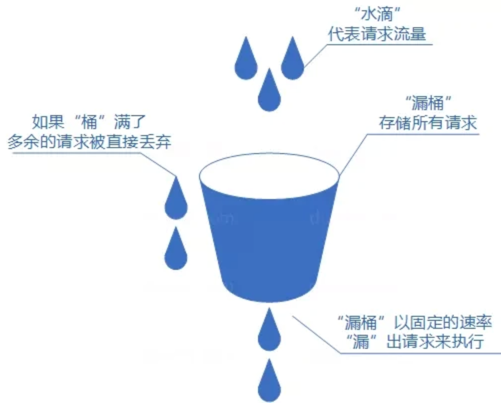 “水滴”
代表请求流量
“漏桶”
存储所有请求
如果“桶”满了
多余的请求被直接丢弃
“漏桶”以固定的速率
“漏”出请求来执行